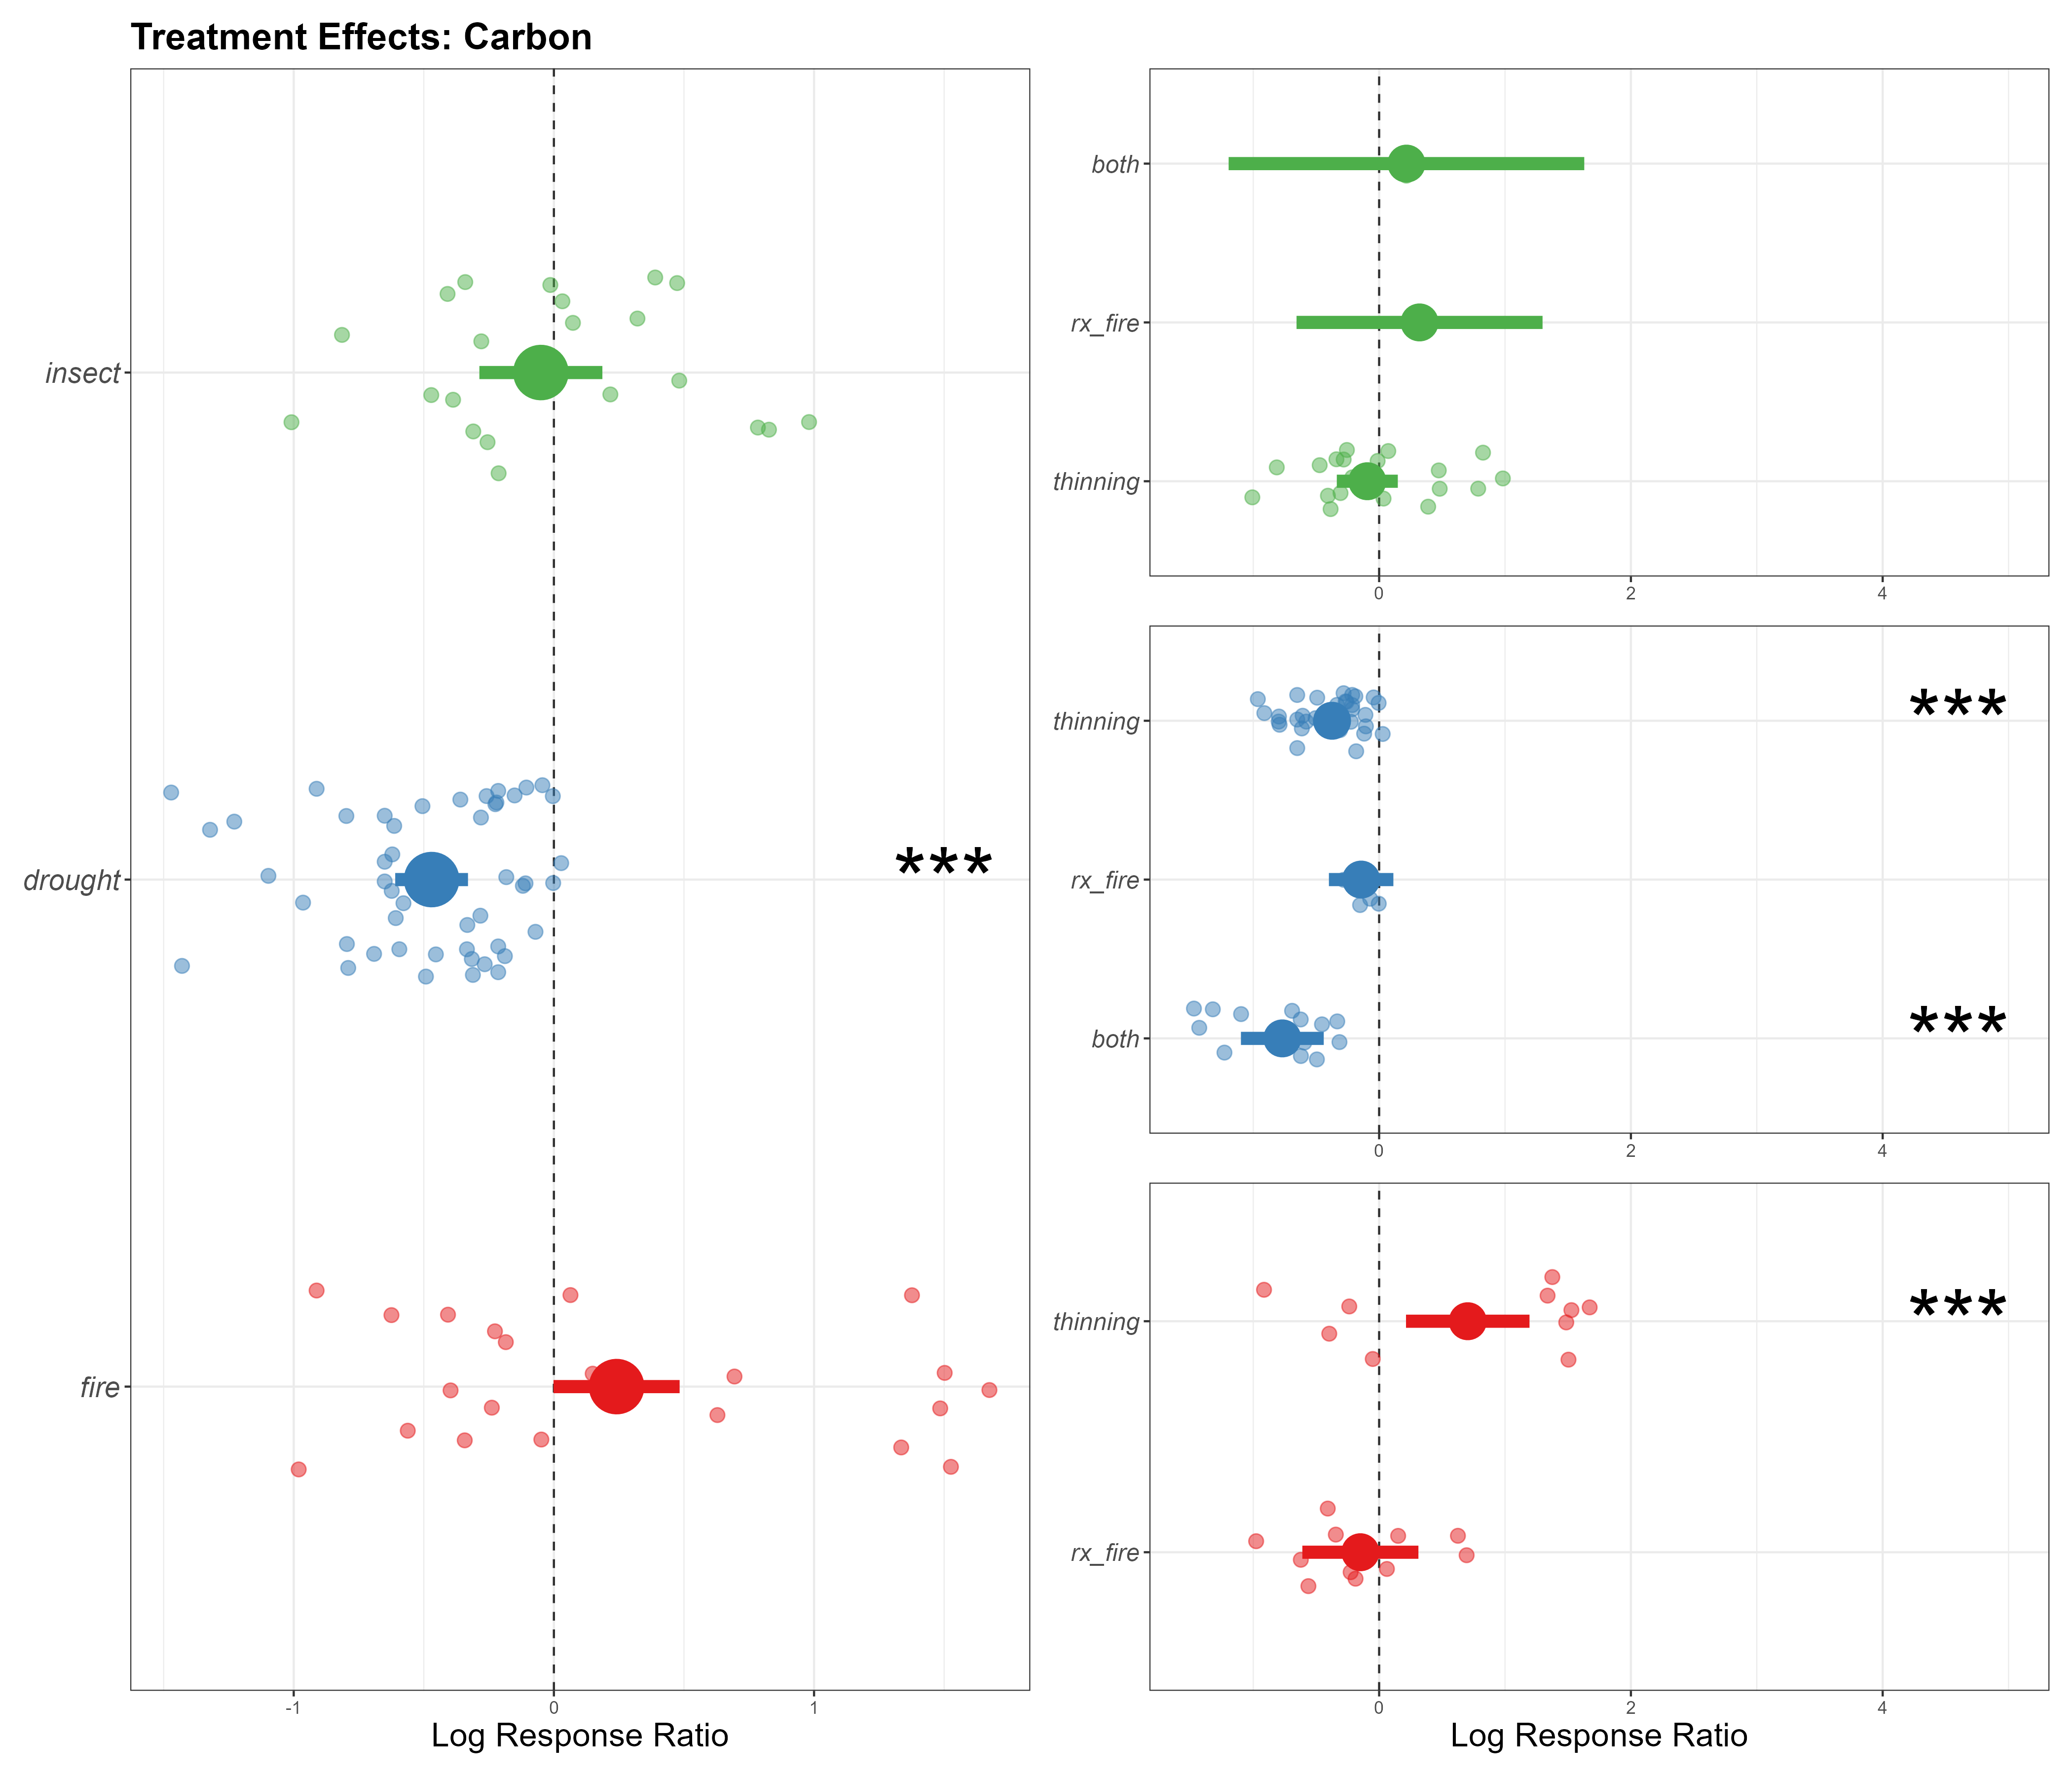 Treatment Effects: Carbon
insect
drought
***
fire
-1 0 1
Log Response Ratio
both
rx_fire
thinning
0 2 4
thinning
***
rx_fire
both
***
0 2 4
thinning
***
rx_fire
0 2 4
Log Response Ratio